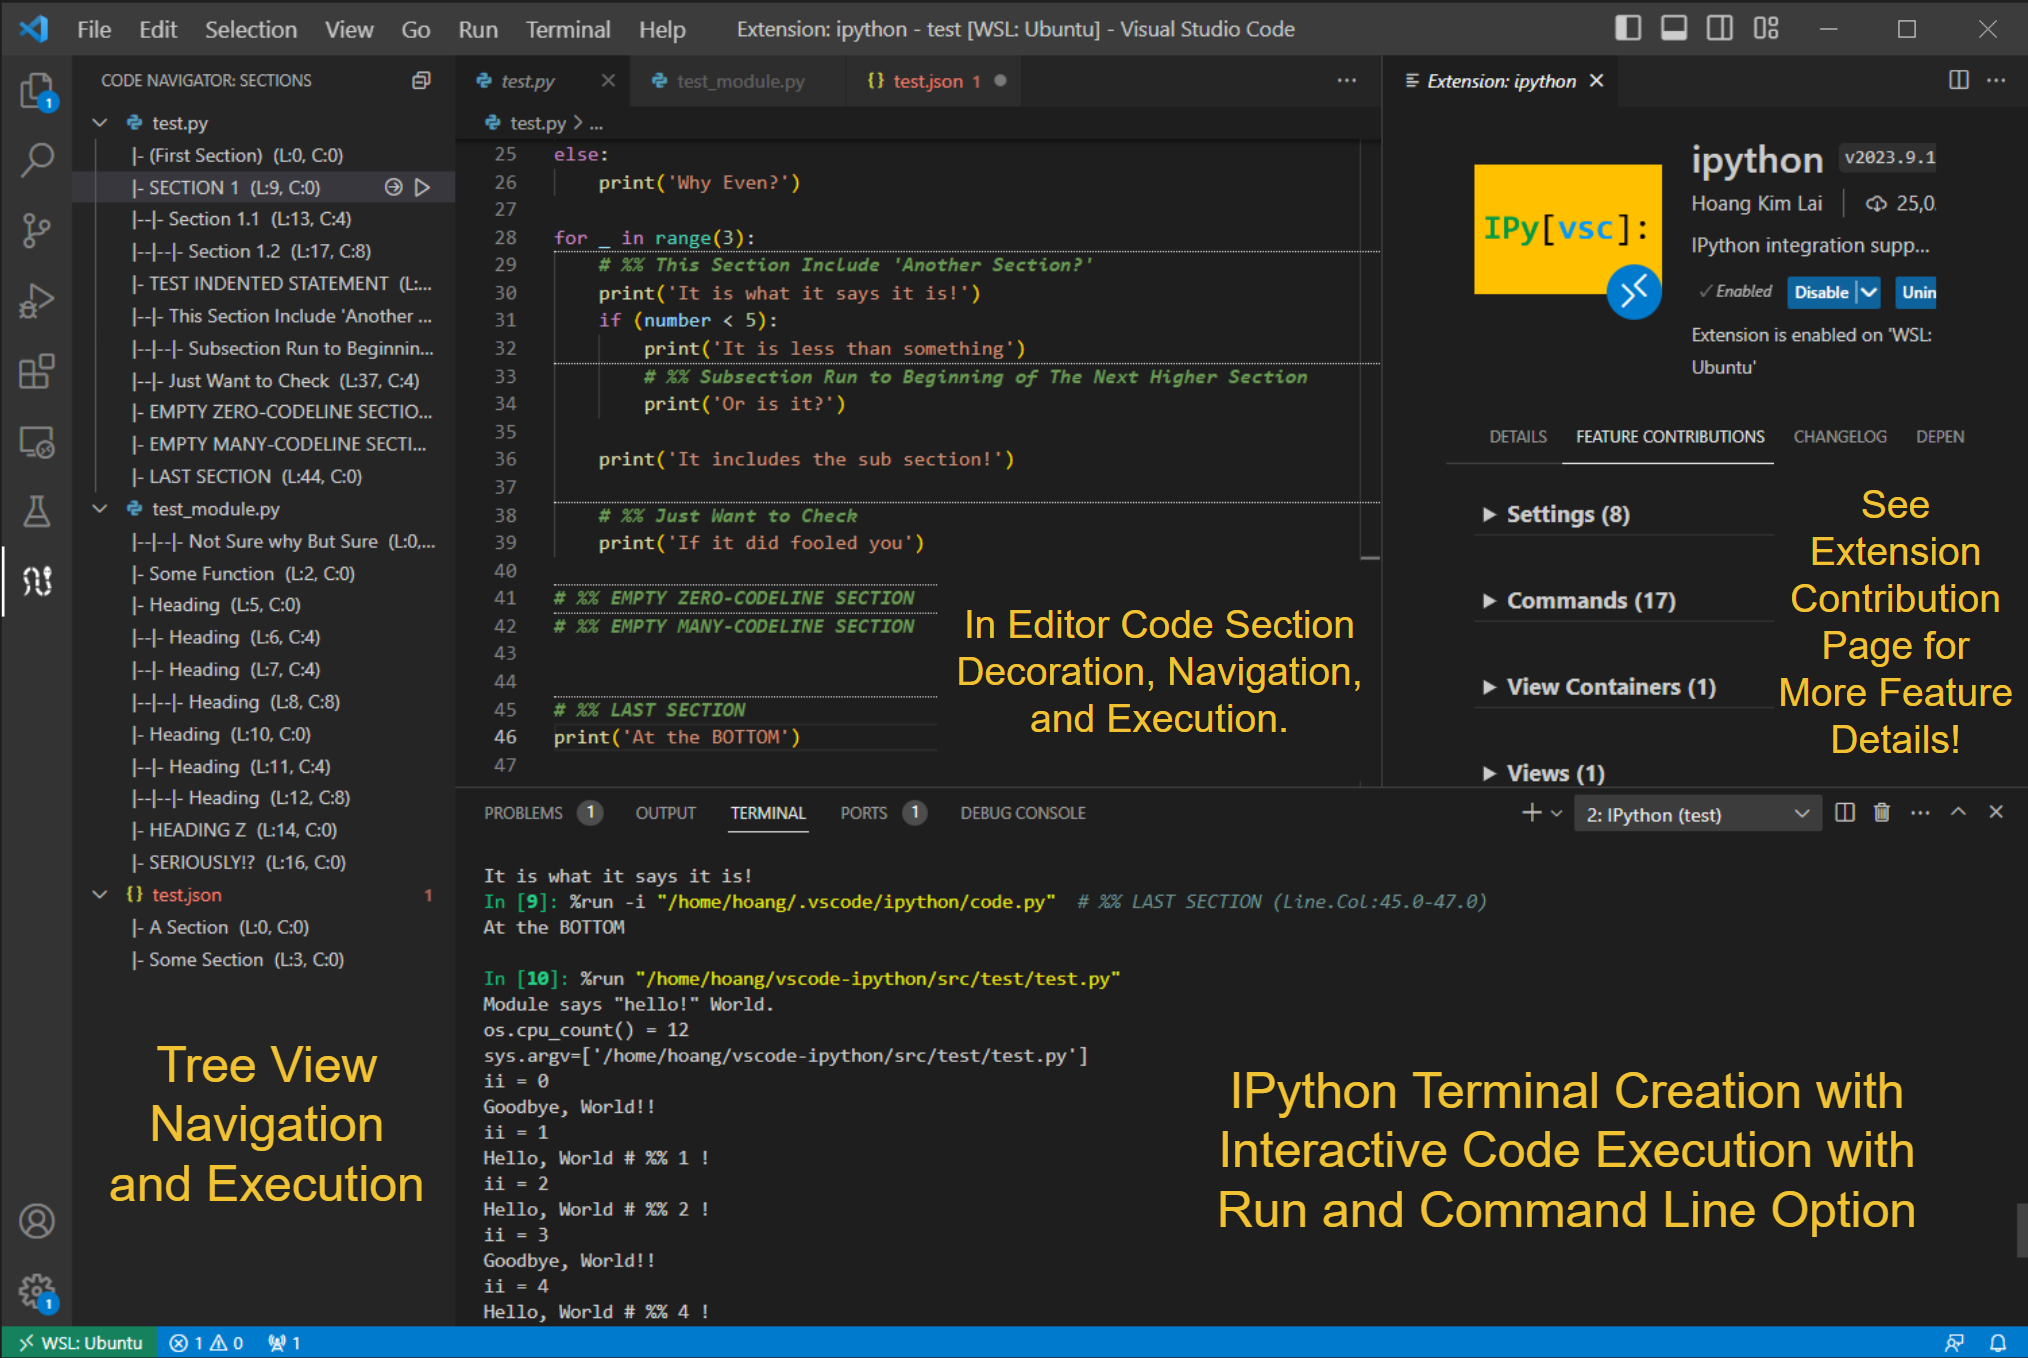 File Edit Selection View Go Run Terminal Help Extension: ipython - test [WSL: Ubuntu] - Visual Studio Code
CODE NAVIGATOR: SECTIONS
1
test.py
|- (First Section) (L:0, C:0)
|- SECTION 1 (L:9, C:0)
|--|- Section 1.1 (L:13, C:4)
|--|--|- Section 1.2 (L:17, C:8)
|- TEST INDENTED STATEMENT (L:...
|--|- This Section Include 'Another ...
|--|--|- Subsection Run to Beginnin...
|--|- Just Want to Check (L:37, C:4)
|- EMPTY ZERO-CODELINE SECTIO...
|- EMPTY MANY-CODELINE SECTI...
|- LAST SECTION (L:44, C:0)
test_module.py
|--|--|- Not Sure why But Sure (L:0,...
|- Some Function (L:2, C:0)
|- Heading (L:5, C:0)
|--|- Heading (L:6, C:4)
|--|- Heading (L:7, C:4)
|--|--|- Heading (L:8, C:8)
|- Heading (L:10, C:0)
|--|- Heading (L:11, C:4)
|--|--|- Heading (L:12, C:8)
|- HEADING Z (L:14, C:0)
|- SERIOUSLY!? (L:16, C:0)
{} test.json 1
|- A Section (L:0, C:0)
|- Some Section (L:3, C:0)
Tree View
Navigation
and Execution
1
test.py test_module.py {} test.json 1 ...
test.py > ...
25 else:
26 print('Why Even?')
27
28 for _ in range(3):
29 # %% This Section Include 'Another Section?'
30 print('It is what it says it is!')
31 if (number < 5):
32 print('It is less than something')
33 # %% Subsection Run to Beginning of The Next Higher Section
34 print('Or is it?')
35
36 print('It includes the sub section!')
37
38 # %% Just Want to Check
39 print('If it did fooled you')
40
41 # %% EMPTY ZERO-CODELINE SECTION
42 # %% EMPTY MANY-CODELINE SECTION
43
44
45 # %% LAST SECTION
46 print('At the BOTTOM')
47
In Editor Code Section
Decoration, Navigation,
and Execution.
Extension: ipython ...
IPy[vsc]:
ipython v2023.9.1
Hoang Kim Lai 25,0
IPython integration supp...
Enabled Disable Unin
Extension is enabled on 'WSL:
Ubuntu'
DETAILS FEATURE CONTRIBUTIONS CHANGELOG DEPEN
Settings (8)
Commands (17)
View Containers (1)
Views (1)
See
Extension
Contribution
Page for
More Feature
Details!
PROBLEMS 1 OUTPUT TERMINAL PORTS 1 DEBUG CONSOLE 2: IPython (test) ...
It is what it says it is!
In [9]: %run -i "/home/hoang/.vscode/ipython/code.py" # %% LAST SECTION (Line.Col:45.0-47.0)
At the BOTTOM
In [10]: %run "/home/hoang/vscode-ipython/src/test/test.py"
Module says "hello!" World.
os.cpu_count() = 12
sys.argv=['/home/hoang/vscode-ipython/src/test/test.py']
ii = 0
Goodbye, World!!
ii = 1
Hello, World # %% 1 !
ii = 2
Hello, World # %% 2 !
ii = 3
Goodbye, World!!
ii = 4
Hello, World # %% 4 !
IPython Terminal Creation with
Interactive Code Execution with
Run and Command Line Option
WSL: Ubuntu 1 0 1